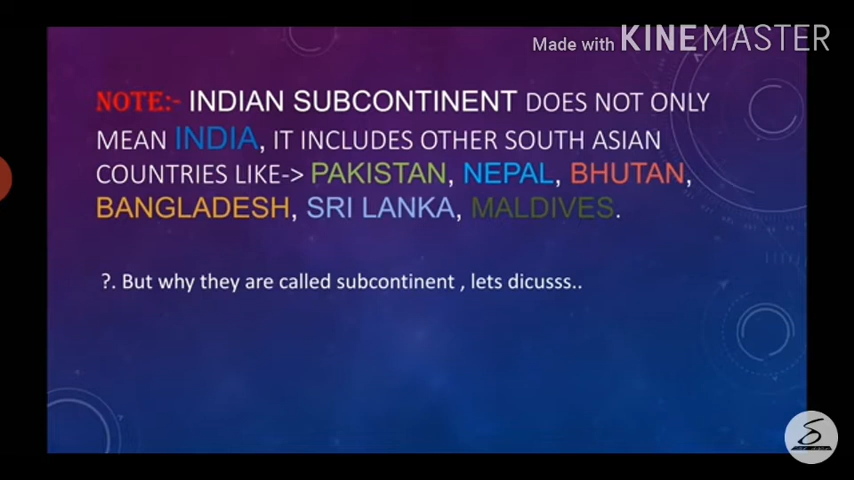 Made with KINEMASTER
NOTE:- INDIAN SUBCONTINENT DOES NOT ONLY
MEAN INDIA, IT INCLUDES OTHER SOUTH ASIAN
COUNTRIES LIKE-> PAKISTAN, NEPAL, BHUTAN,
BANGLADESH, SRI LANKA, MALDIVES.
?. But why they are called subcontinent , lets dicusss..